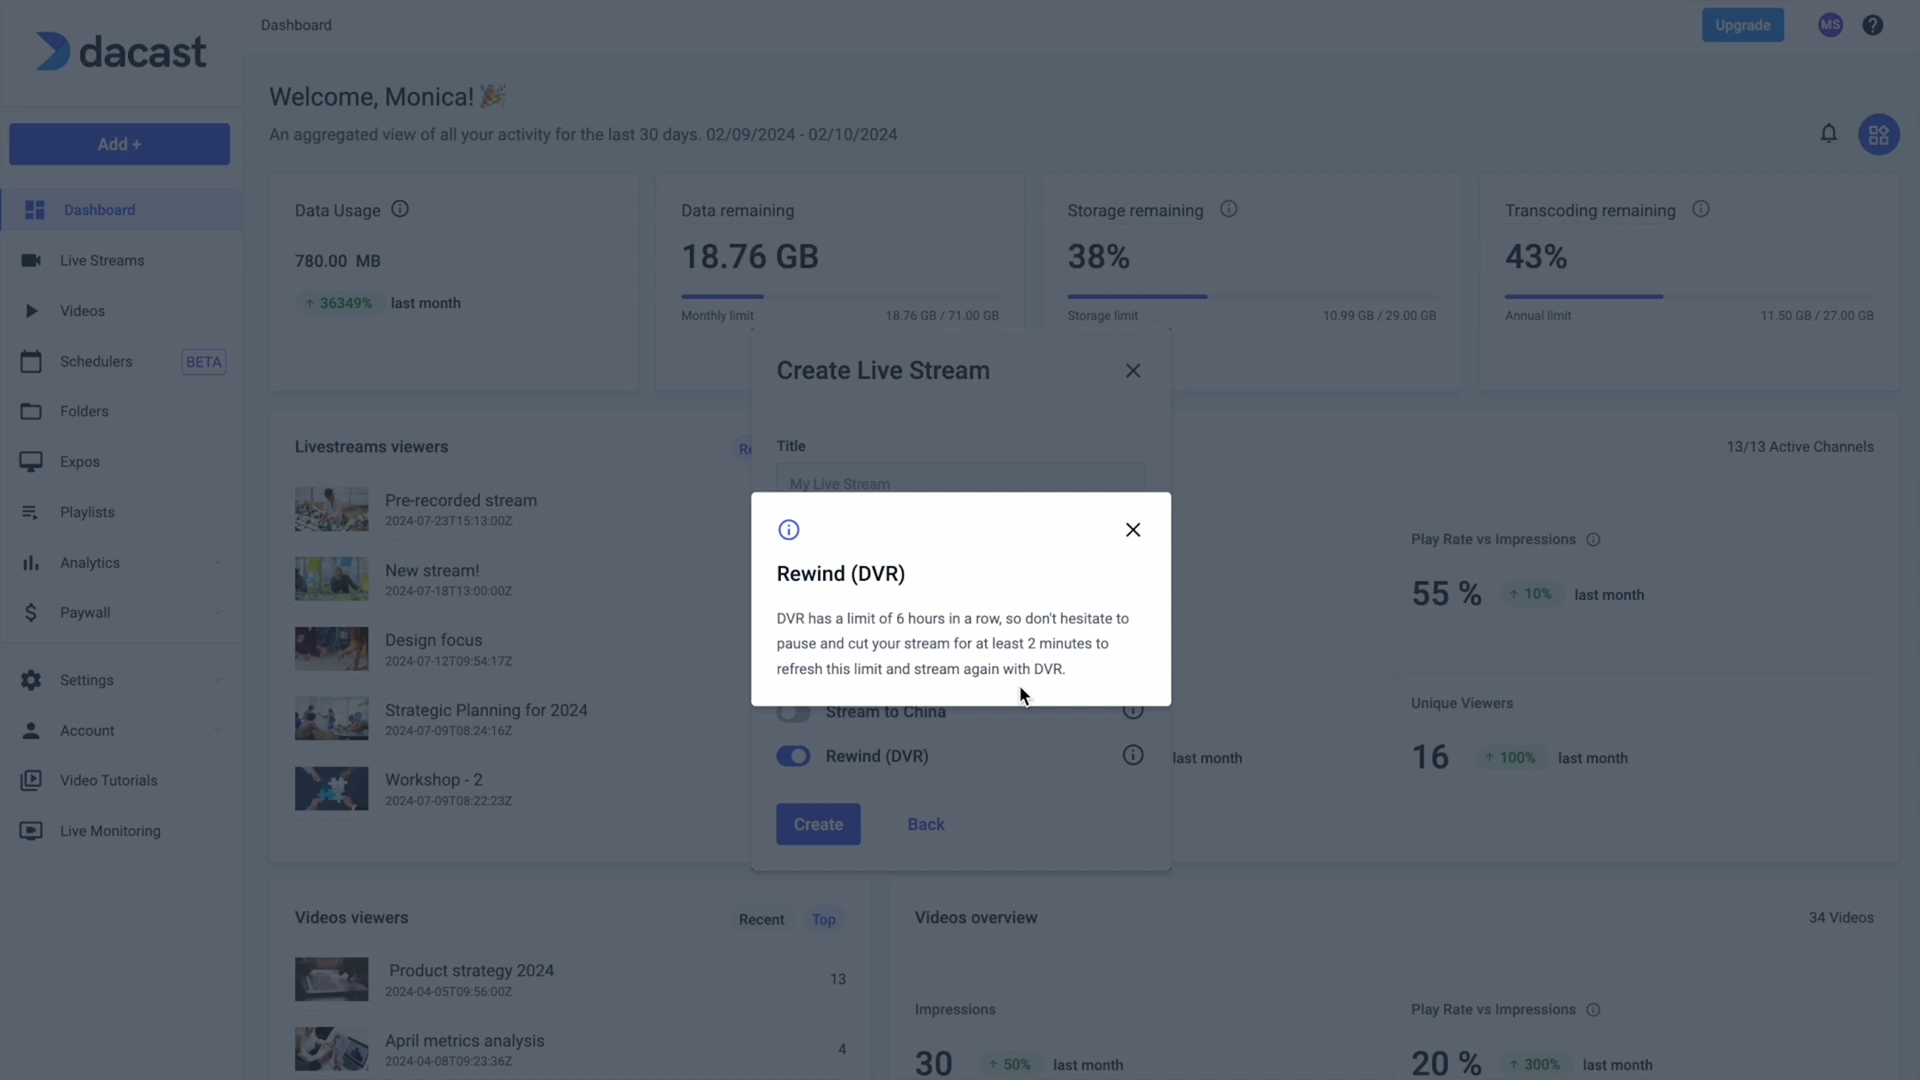 dacast
Dashboard
Upgrade
MS
Welcome, Monica!
An aggregated view of all your activity for the last 30 days. 02/09/2024 - 02/10/2024
Add +
Dashboard
Live Streams
Videos
Schedulers BETA
Folders
Expos
Playlists
Analytics
Paywall
Settings
Account
Video Tutorials
Live Monitoring
Data Usage
780.00 MB
↑ 36349% last month
Data remaining
18.76 GB
Monthly limit 18.76 GB / 71.00 GB
Storage remaining
38%
Storage limit 10.99 GB / 29.00 GB
Transcoding remaining
43%
Annual limit 11.50 GB / 27.00 GB
Livestreams viewers
Pre-recorded stream
2024-07-23T15:13:00Z
New stream!
2024-07-18T13:00:00Z
Design focus
2024-07-12T09:54:17Z
Strategic Planning for 2024
2024-07-09T08:24:16Z
Workshop - 2
2024-07-09T08:22:23Z
Create Live Stream
Title
My Live Stream
Rewind (DVR)
DVR has a limit of 6 hours in a row, so don't hesitate to
pause and cut your stream for at least 2 minutes to
refresh this limit and stream again with DVR.
Stream to China
Rewind (DVR)
Create Back
13/13 Active Channels
Play Rate vs Impressions
55 % ↑ 10% last month
Unique Viewers
last month
16 ↑ 100% last month
Videos viewers
Recent Top
Product strategy 2024
2024-04-05T09:56:00Z
13
April metrics analysis
2024-04-08T09:23:36Z
4
Videos overview
34 Videos
Impressions
30 ↑ 50% last month
Play Rate vs Impressions
20 % ↑ 300% last month